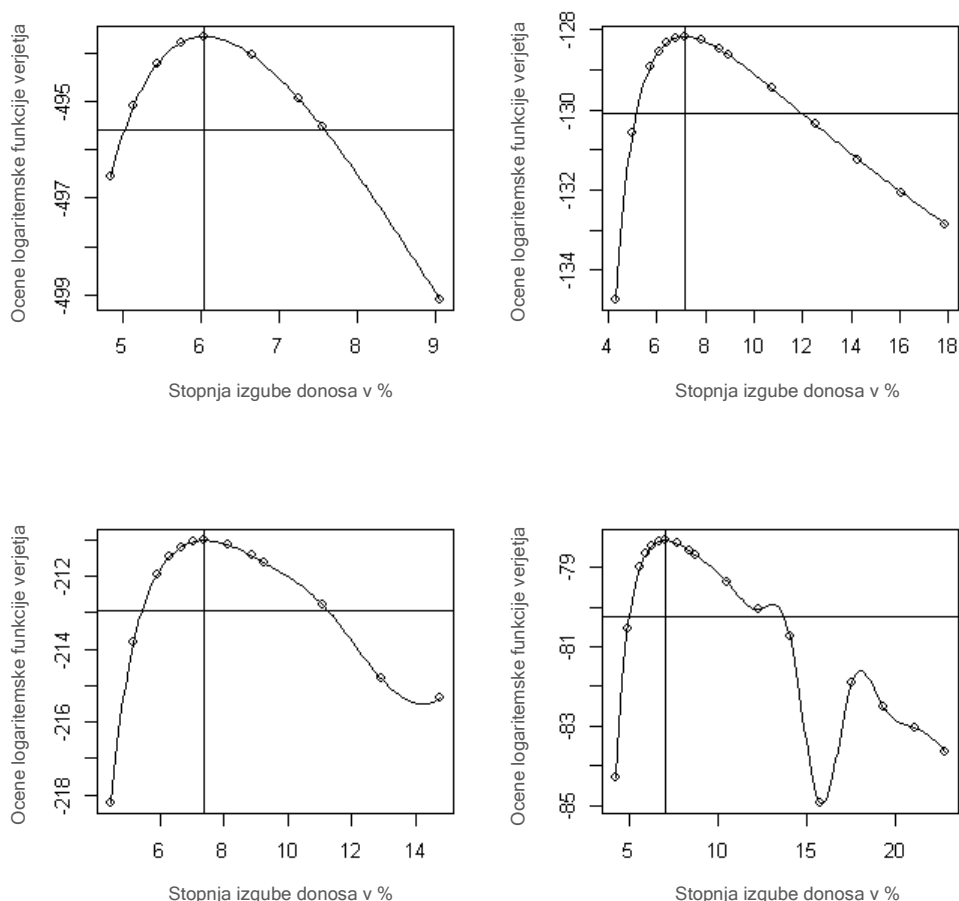 Ocene logaritemske funkcije verjetja
-495
-497
-499
5 6 7 8 9
Stopnja izgube donosa v %
Ocene logaritemske funkcije verjetja
-128
-130
-132
-134
4 6 8 10 12 14 16 18
Stopnja izgube donosa v %
Ocene logaritemske funkcije verjetja
-212
-214
-216
-218
6 8 10 12 14
Stopnja izgube donosa v %
Ocene logaritemske funkcije verjetja
-79
-81
-83
-85
5 10 15 20
Stopnja izgube donosa v %